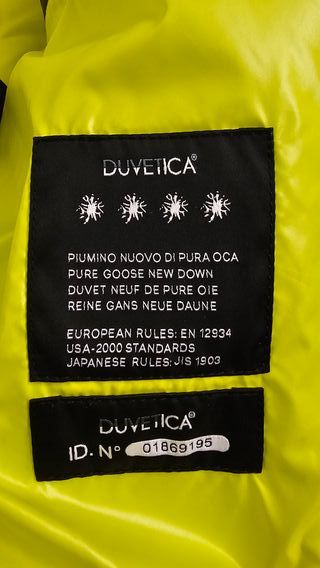 DUVETICA®
PIUMINO NUOVO DI PURA OCA
PURE GOOSE NEW DOWN
DUVET NEUF DE PURE OIE
REINE GANS NEUE DAUNE
EUROPEAN RULES: EN 12934
USA-2000 STANDARDS
JAPANESE RULES: JIS 1903
DUVETICA®
ID. N° 01869195